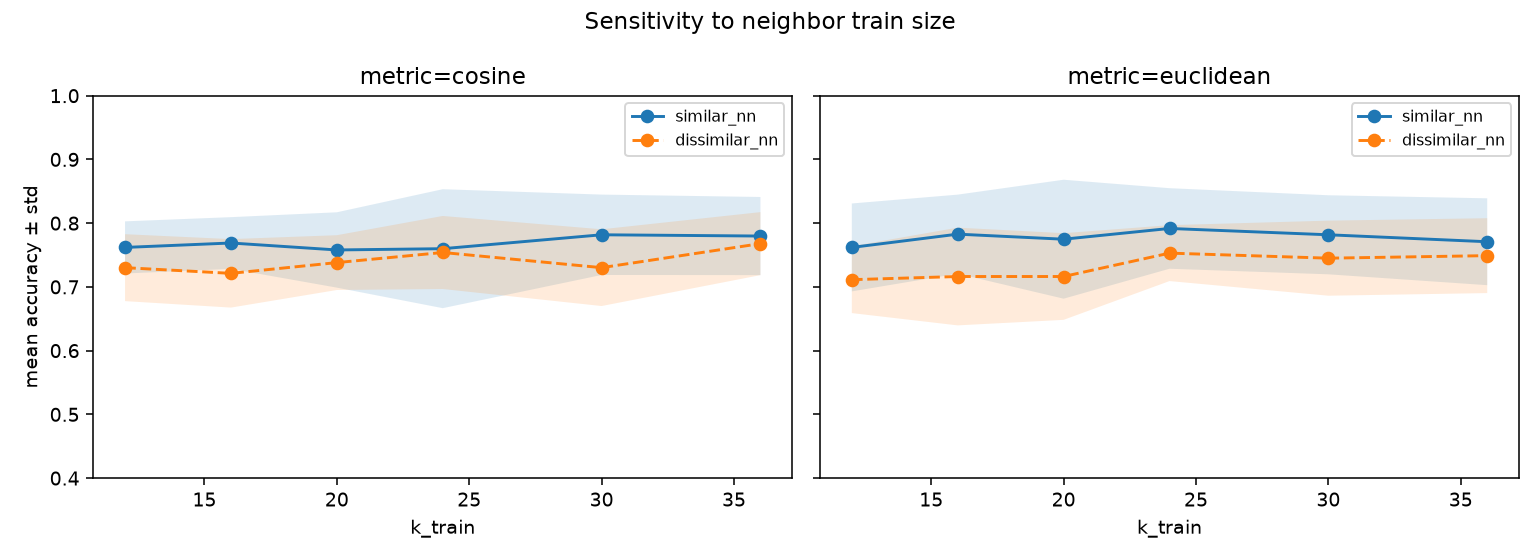 Sensitivity to neighbor train size
metric=cosine
similar_nn
dissimilar_nn
mean accuracy ± std
1.0
0.9
0.8
0.7
0.6
0.5
0.4
15 20 25 30 35
k_train
metric=euclidean
similar_nn
dissimilar_nn
15 20 25 30 35
k_train